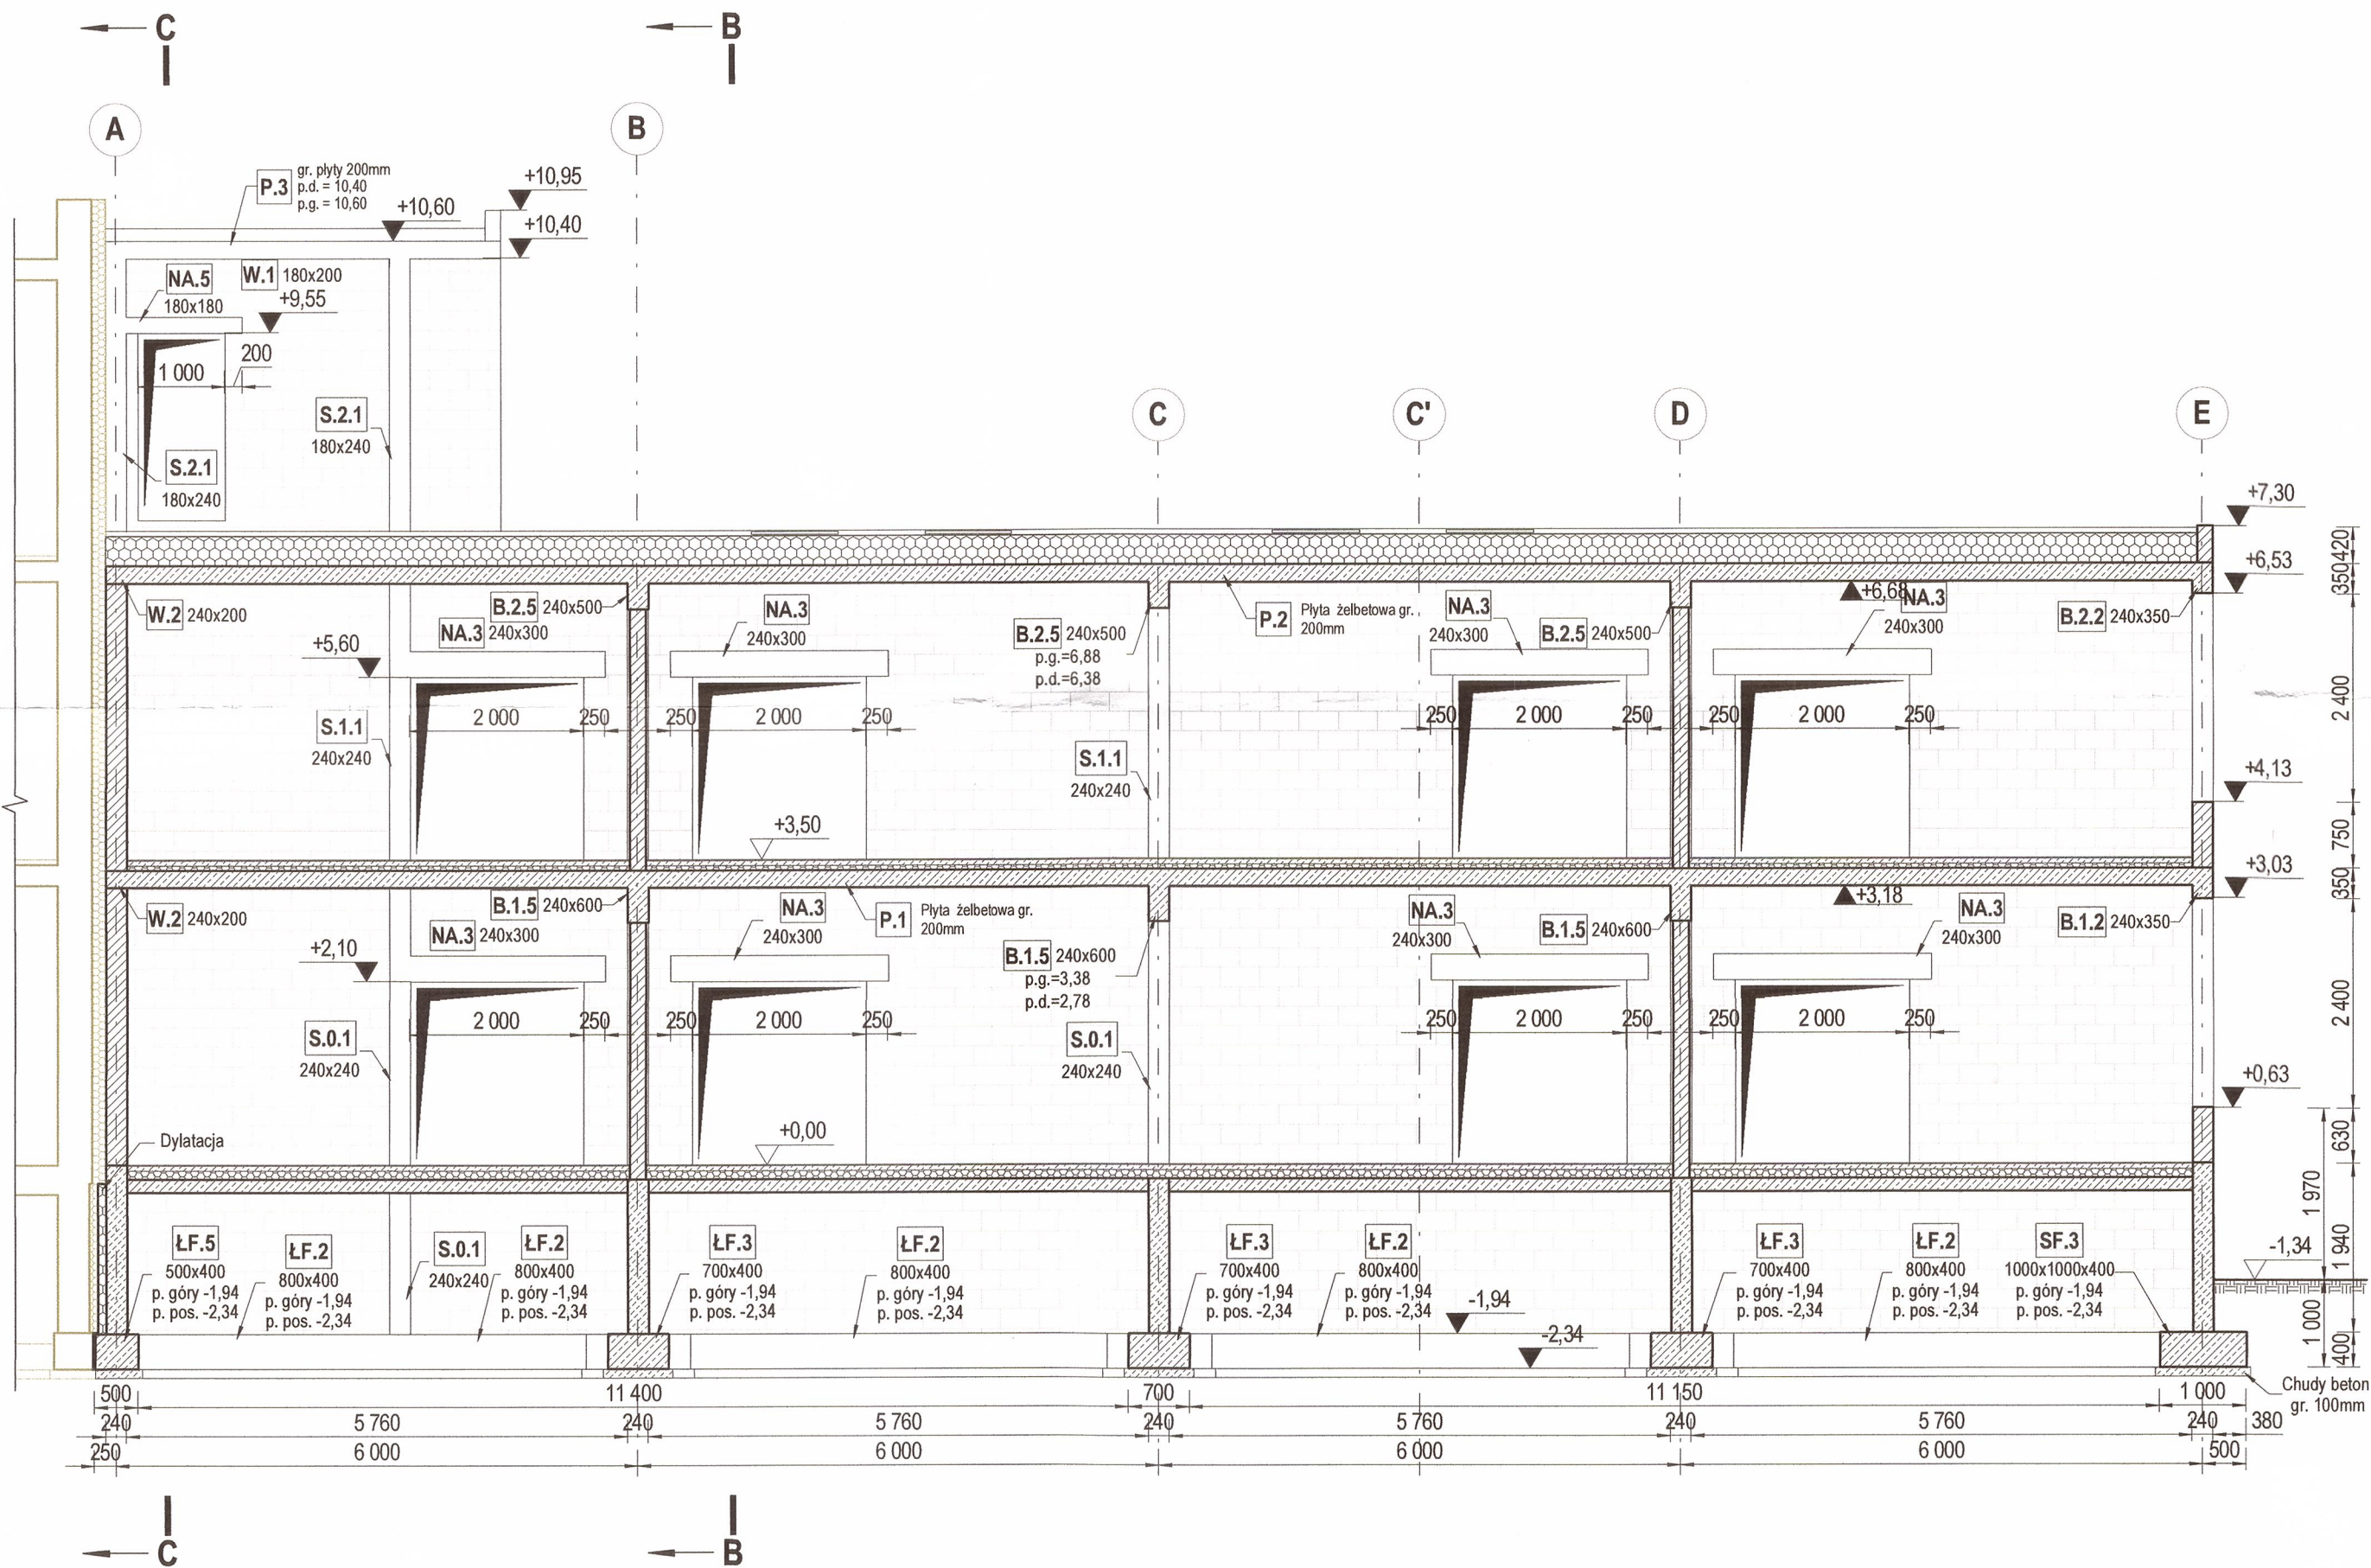 C
B
A
B
P.3
gr. płyty 200mm
p.d. = 10,40
p.g. = 10,60
+10,60
+10,95
+10,40
NA.5
180x180
W.1 180x200
+9,55
200
1 000
S.2.1
180x240
S.2.1
180x240
C
C'
D
E
+7,30
+6,53
W.2 240x200
+5,60
B.2.5 240x500
NA.3 240x300
NA.3
240x300
B.2.5 240x500
p.g.=6,88
p.d.=6,38
P.2
Płyta żelbetowa gr.
200mm
NA.3
240x300
B.2.5 240x500
+6,68
NA.3
240x300
B.2.2 240x350
S.1.1
240x240
2 000
250
250
2 000
250
S.1.1
240x240
250
2 000
250
250
2 000
250
+4,13
+3,50
+3,03
W.2 240x200
+2,10
B.1.5 240x600
NA.3 240x300
NA.3
240x300
P.1
Płyta żelbetowa gr.
200mm
B.1.5 240x600
p.g.=3,38
p.d.=2,78
NA.3
240x300
B.1.5 240x600
+3,18
NA.3
240x300
B.1.2 240x350
S.0.1
240x240
2 000
250
250
2 000
250
S.0.1
240x240
250
2 000
250
250
2 000
250
+0,63
Dylatacja
+0,00
420
350
2 400
750
350
2 400
630
1 970
1 940
1 000
400
-1,34
ŁF.5
500x400
p. góry -1,94
p. pos. -2,34
ŁF.2
800x400
p. góry -1,94
p. pos. -2,34
S.0.1
240x240
ŁF.2
800x400
p. góry -1,94
p. pos. -2,34
ŁF.3
700x400
p. góry -1,94
p. pos. -2,34
ŁF.2
800x400
p. góry -1,94
p. pos. -2,34
ŁF.3
700x400
p. góry -1,94
p. pos. -2,34
ŁF.2
800x400
p. góry -1,94
p. pos. -2,34
-1,94
-2,34
ŁF.3
700x400
p. góry -1,94
p. pos. -2,34
ŁF.2
800x400
p. góry -1,94
p. pos. -2,34
SF.3
1000x1000x400
p. góry -1,94
p. pos. -2,34
Chudy beton
gr. 100mm
500 11 400 700 11 150 1 000
240 5 760 240 5 760 240 5 760 240 5 760 240 380
250 6 000 6 000 6 000 6 000 500
C
B